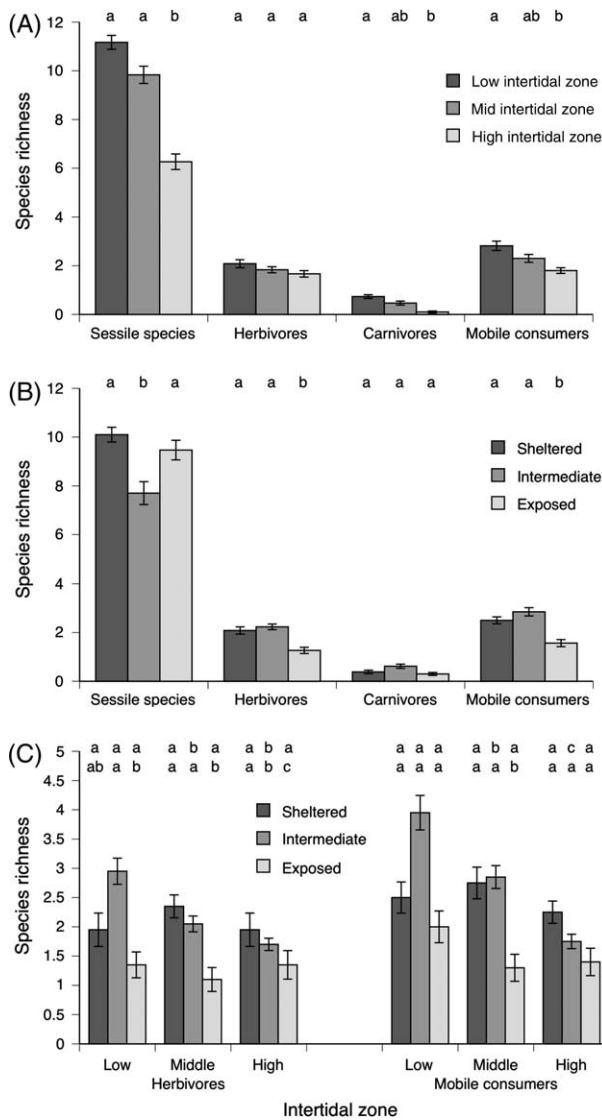 (A)
a a b a a a a ab b a ab b
12
10
8
6
4
2
0
Species richness
Low intertidal zone
Mid intertidal zone
High intertidal zone
Sessile species Herbivores Carnivores Mobile consumers
(B)
a b a a a b a a a a a b
12
10
8
6
4
2
0
Species richness
Sheltered
Intermediate
Exposed
Sessile species Herbivores Carnivores Mobile consumers
(C)
a a a a b a a b a a a a a b a a c a
ab a b a a b a b c a a a a a b a a a
5
4.5
4
3.5
3
2.5
2
1.5
1
0.5
0
Species richness
Sheltered
Intermediate
Exposed
Low Middle High Low Middle High
Herbivores Mobile consumers
Intertidal zone